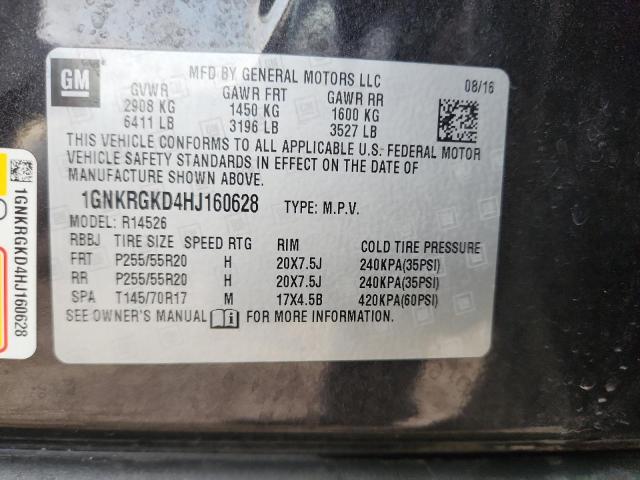 GM
MFD BY GENERAL MOTORS LLC 08/16
GVWR GAWR FRT GAWR RR
2908 KG 1450 KG 1600 KG
6411 LB 3196 LB 3527 LB
THIS VEHICLE CONFORMS TO ALL APPLICABLE U.S. FEDERAL MOTOR
VEHICLE SAFETY STANDARDS IN EFFECT ON THE DATE OF
MANUFACTURE SHOWN ABOVE.
1GNKRGKD4HJ160628 TYPE: M.P.V.
MODEL: R14526
RBBJ TIRE SIZE SPEED RTG RIM COLD TIRE PRESSURE
FRT P255/55R20 H 20X7.5J 240KPA(35PSI)
RR P255/55R20 H 20X7.5J 240KPA(35PSI)
SPA T145/70R17 M 17X4.5B 420KPA(60PSI)
SEE OWNER'S MANUAL i FOR MORE INFORMATION.
1GNKRGKD4HJ160628